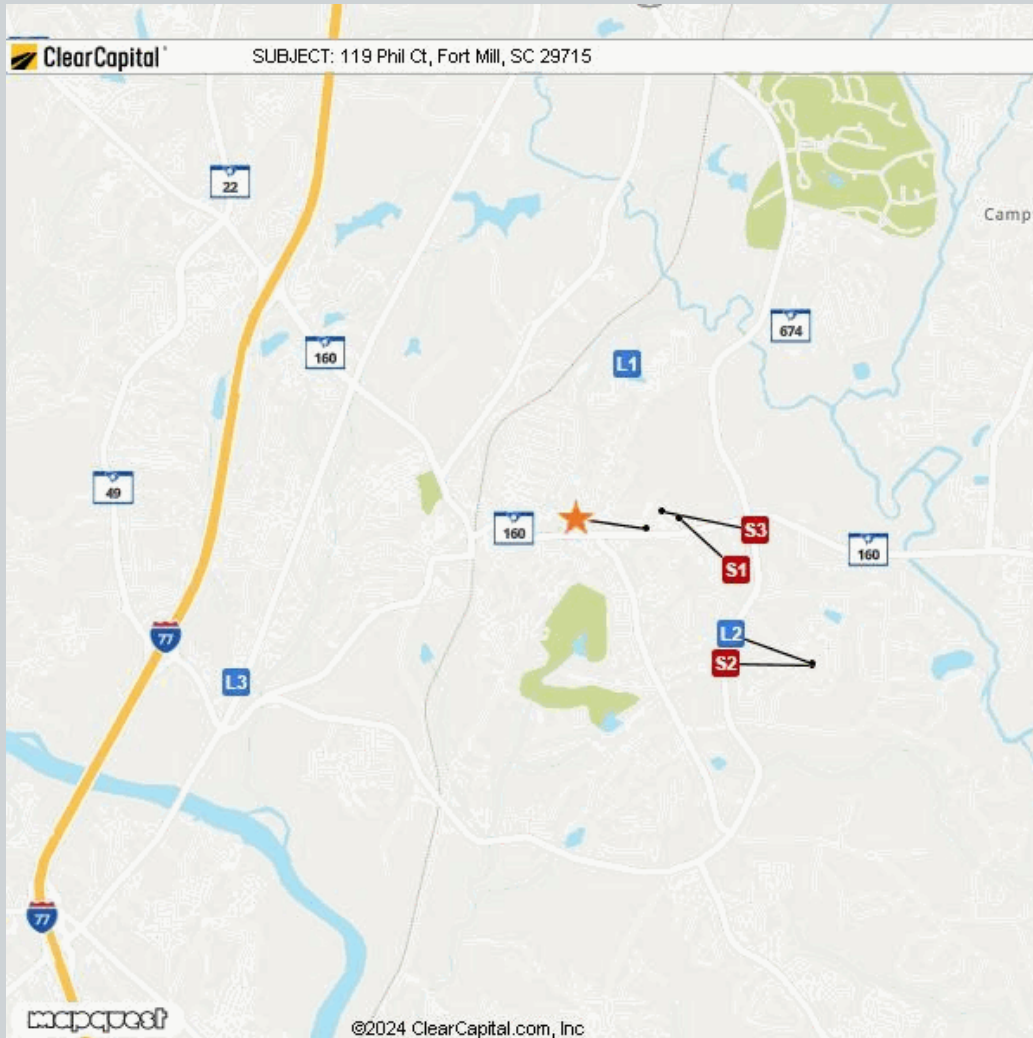 ClearCapital
SUBJECT: 119 Phil Ct, Fort Mill, SC 29715
22
Camp
674
160
L1
49
160
S3
160
S1
77
L2
S2
L3
77
mapquest
©2024 ClearCapital.com, Inc